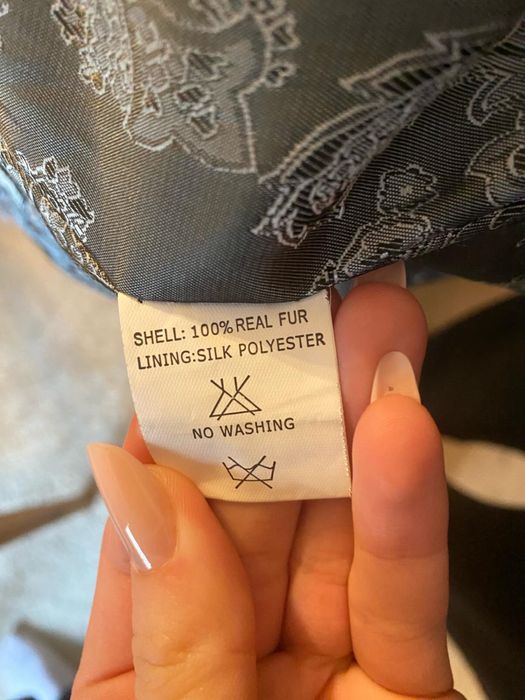 SHELL: 100% REAL FUR
LINING:SILK POLYESTER
NO WASHING